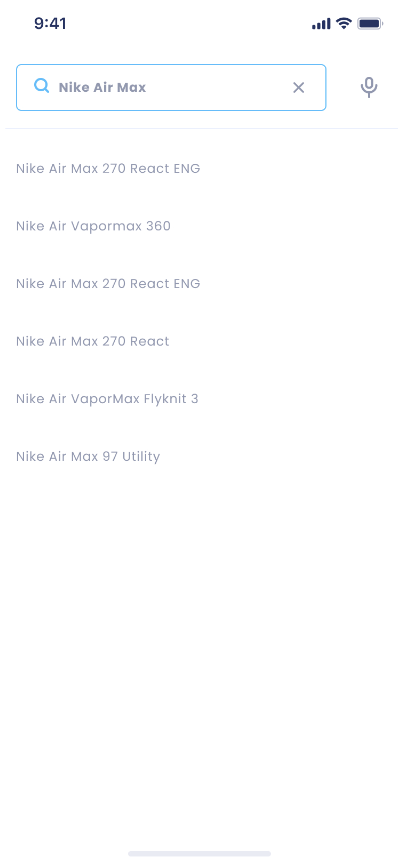 9:41
Nike Air Max
Nike Air Max 270 React ENG
Nike Air Vapormax 360
Nike Air Max 270 React ENG
Nike Air Max 270 React
Nike Air VaporMax Flyknit 3
Nike Air Max 97 Utility